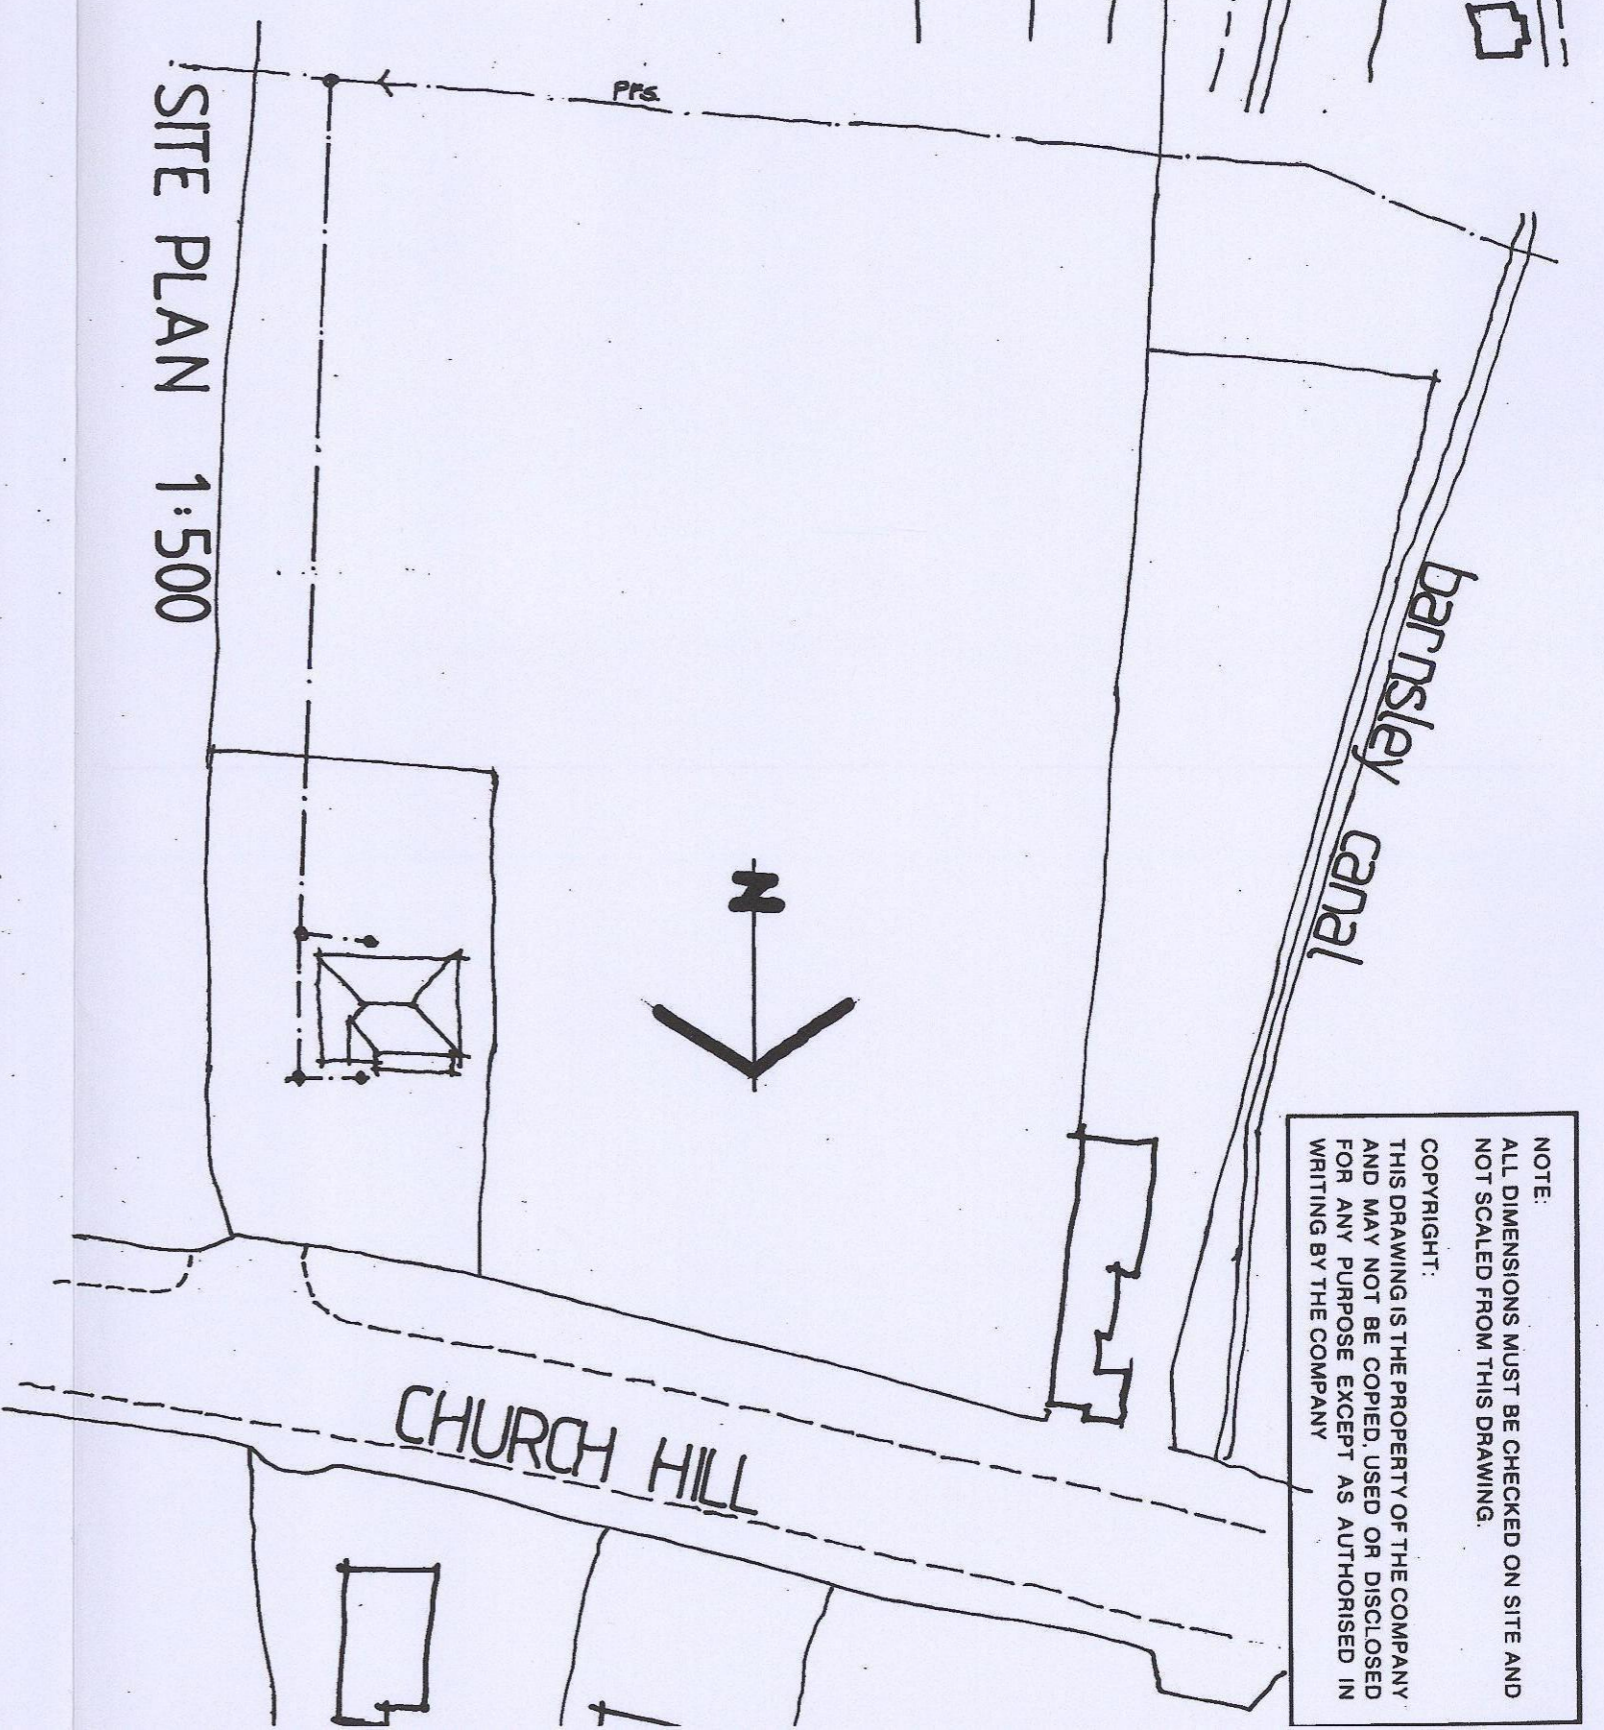 SITE PLAN 1:500
PFS.
N
barnsley canal
CHURCH HILL
NOTE:
ALL DIMENSIONS MUST BE CHECKED ON SITE AND
NOT SCALED FROM THIS DRAWING.
COPYRIGHT:
THIS DRAWING IS THE PROPERTY OF THE COMPANY
AND MAY NOT BE COPIED, USED OR DISCLOSED
FOR ANY PURPOSE EXCEPT AS AUTHORISED IN
WRITING BY THE COMPANY